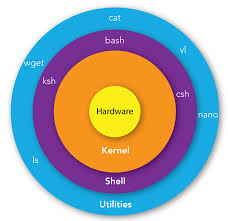 cat
bash
vl
wget
ksh
csh
Hardware
nano
Kernel
ls
Shell
Utilities